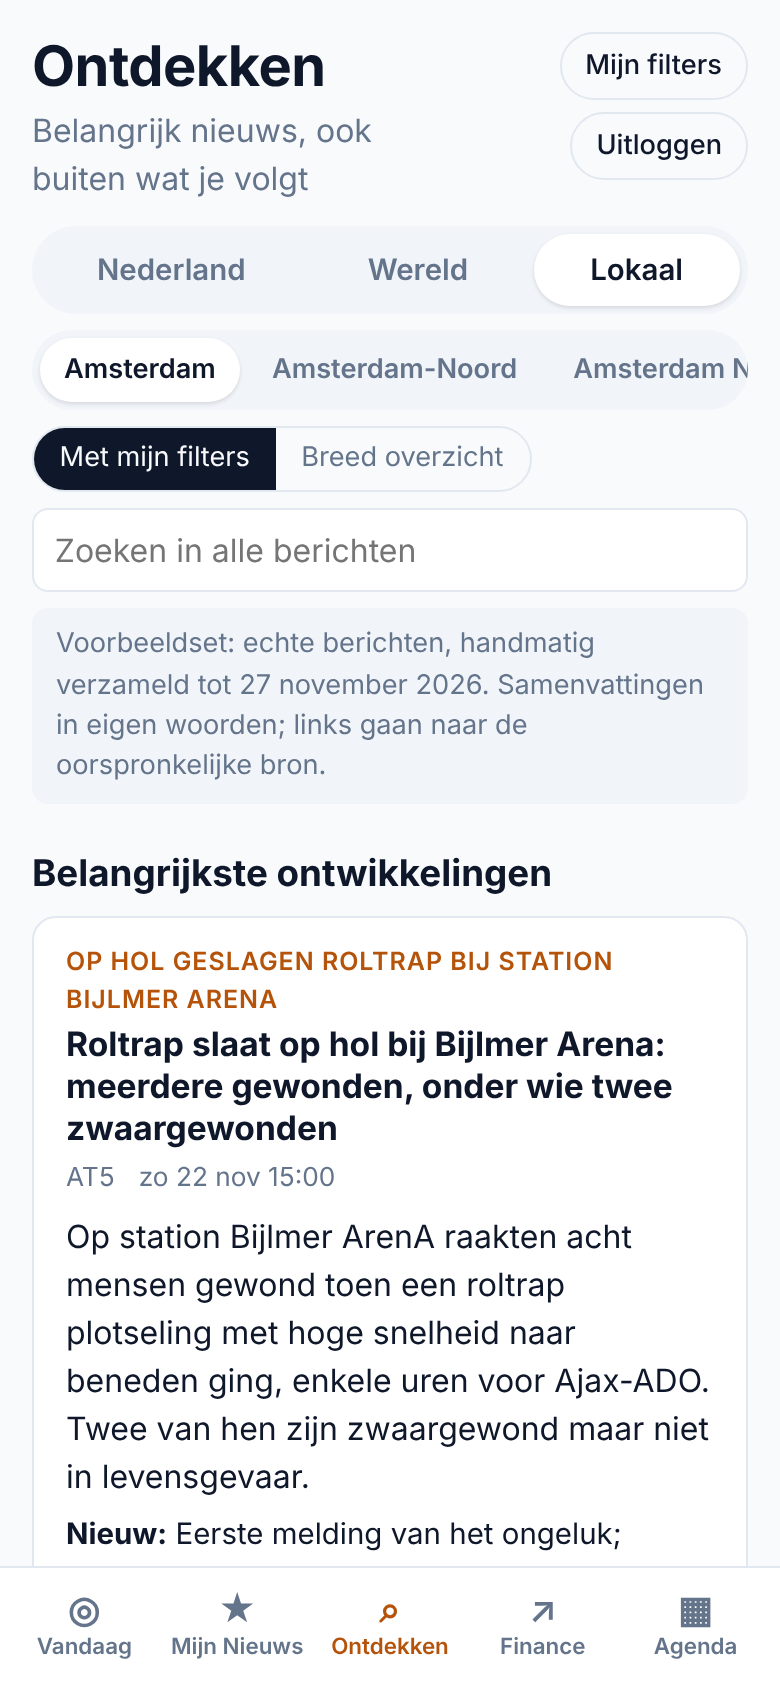 Ontdekken
Mijn filters
Belangrijk nieuws, ook
buiten wat je volgt
Uitloggen
Nederland
Wereld
Lokaal
Amsterdam
Amsterdam-Noord
Amsterdam N
Met mijn filters
Breed overzicht
Zoeken in alle berichten
Voorbeeldset: echte berichten, handmatig
verzameld tot 27 november 2026. Samenvattingen
in eigen woorden; links gaan naar de
oorspronkelijke bron.
Belangrijkste ontwikkelingen
OP HOL GESLAGEN ROLTRAP BIJ STATION
BIJLMER ARENA
Roltrap slaat op hol bij Bijlmer Arena:
meerdere gewonden, onder wie twee
zwaargewonden
AT5 zo 22 nov 15:00
Op station Bijlmer ArenA raakten acht
mensen gewond toen een roltrap
plotseling met hoge snelheid naar
beneden ging, enkele uren voor Ajax-ADO.
Twee van hen zijn zwaargewond maar niet
in levensgevaar.
Nieuw: Eerste melding van het ongeluk;
Vandaag
Mijn Nieuws
Ontdekken
Finance
Agenda